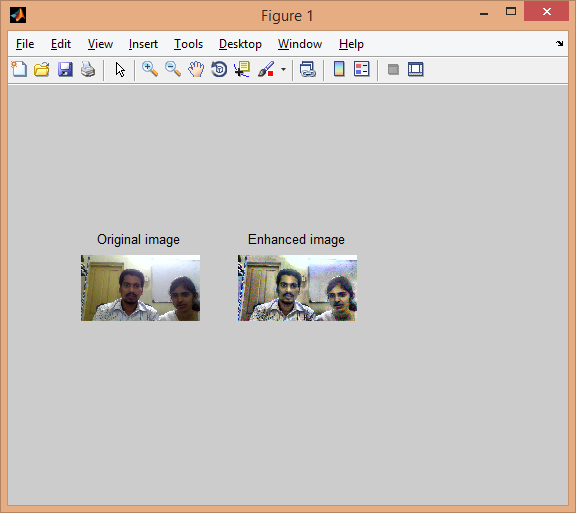 Figure 1
File Edit View Insert Tools Desktop Window Help
Original image Enhanced image